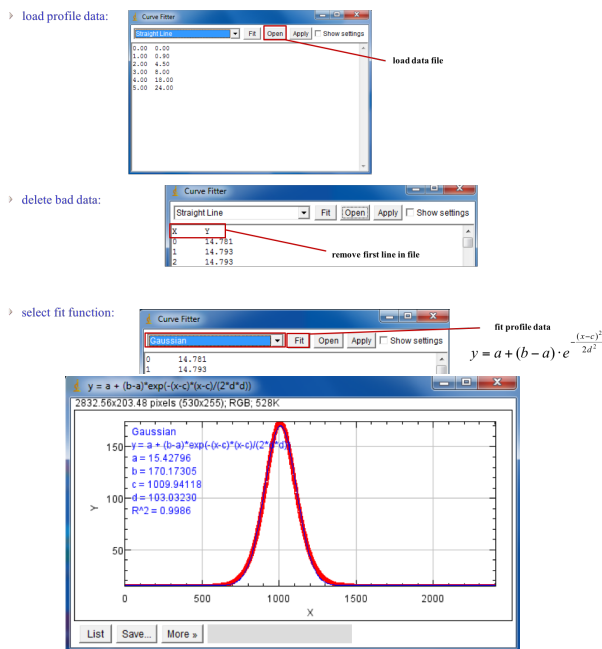 load profile data:
Curve Fitter
Straight Line Fit Open Apply Show settings
0.00 0.00
1.00 0.90
2.00 4.50
3.00 8.00
4.00 18.00
5.00 24.00
load data file
delete bad data:
Curve Fitter
Straight Line Fit Open Apply Show settings
X Y
0 14.781
1 14.793
2 14.793
remove first line in file
select fit function:
Curve Fitter
Gaussian Fit Open Apply Show settings
0 14.781
1 14.793
fit profile data
y = a + (b − a) · e^{−(x−c)²/2d²}
y = a + (b-a)*exp(-(x-c)*(x-c)/(2*d*d))
2832.56x203.48 pixels (530x255); RGB; 528K
Gaussian
y = a + (b-a)*exp(-(x-c)*(x-c)/(2*d*d))
a = 15.42796
b = 170.17305
c = 1009.94118
d = 103.03230
R^2 = 0.9986
150
100
50
Y
0 500 1000 1500 2000
X
List Save... More »